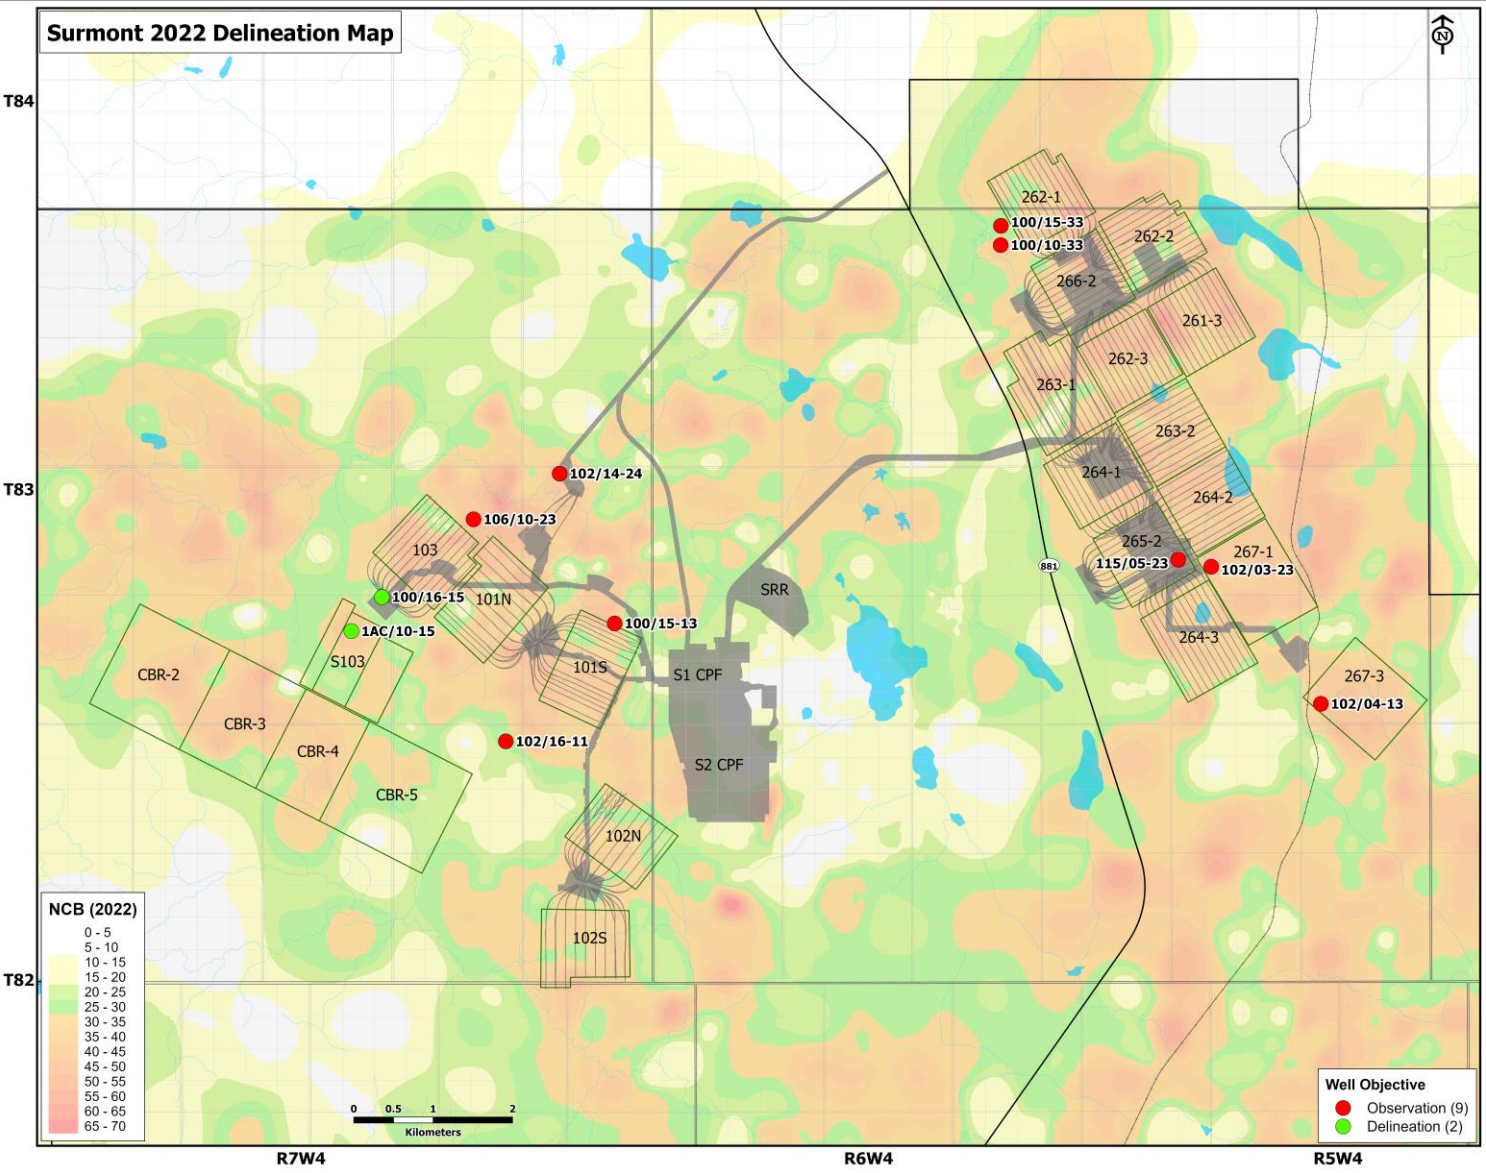 Surmont 2022 Delineation Map
N
T84
262-1
100/15-33
100/10-33
262-2
266-2
261-3
262-3
263-1
263-2
102/14-24
264-1
T83
264-2
106/10-23
103
265-2
267-1
115/05-23
102/03-23
881
SRR
100/16-15
101N
100/15-13
1AC/10-15
264-3
S103
101S
S1 CPF
CBR-2
267-3
102/04-13
CBR-3
102/16-11
CBR-4
S2 CPF
CBR-5
102N
NCB (2022)
0 - 5
5 - 10
10 - 15
15 - 20
20 - 25
25 - 30
30 - 35
35 - 40
40 - 45
45 - 50
50 - 55
55 - 60
60 - 65
65 - 70
102S
T82
0 0.5 1 2
Kilometers
Well Objective
Observation (9)
Delineation (2)
R7W4
R6W4
R5W4